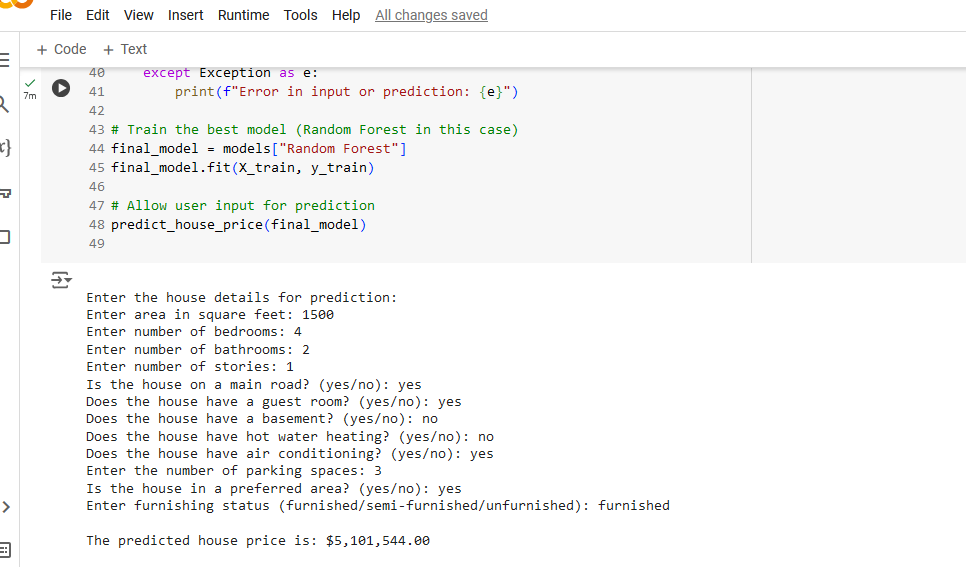 File Edit View Insert Runtime Tools Help All changes saved
+ Code + Text
7m
40 except Exception as e:
41 print(f"Error in input or prediction: {e}")
42
43 # Train the best model (Random Forest in this case)
44 final_model = models["Random Forest"]
45 final_model.fit(X_train, y_train)
46
47 # Allow user input for prediction
48 predict_house_price(final_model)
49
Enter the house details for prediction:
Enter area in square feet: 1500
Enter number of bedrooms: 4
Enter number of bathrooms: 2
Enter number of stories: 1
Is the house on a main road? (yes/no): yes
Does the house have a guest room? (yes/no): yes
Does the house have a basement? (yes/no): no
Does the house have hot water heating? (yes/no): no
Does the house have air conditioning? (yes/no): yes
Enter the number of parking spaces: 3
Is the house in a preferred area? (yes/no): yes
Enter furnishing status (furnished/semi-furnished/unfurnished): furnished
The predicted house price is: $5,101,544.00